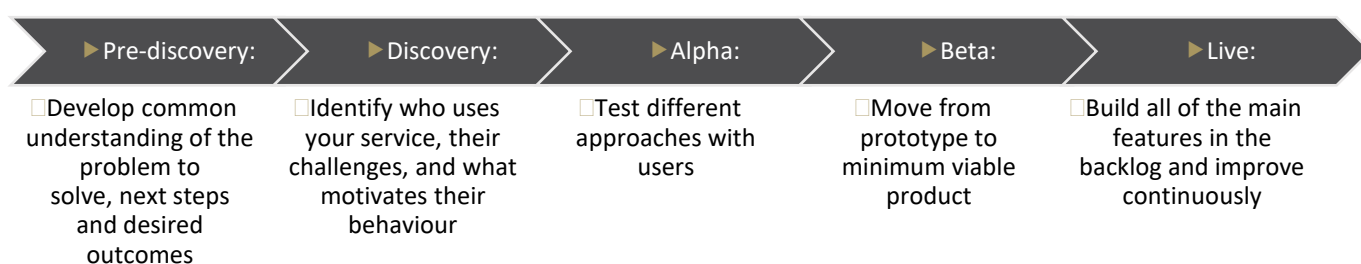 ▶Pre-discovery:
□Develop common
understanding of the
problem to
solve, next steps
and desired
outcomes
▶Discovery:
□Identify who uses
your service, their
challenges, and what
motivates their
behaviour
▶Alpha:
□Test different
approaches with
users
▶Beta:
□Move from
prototype to
minimum viable
product
▶Live:
□Build all of the main
features in the
backlog and improve
continuously